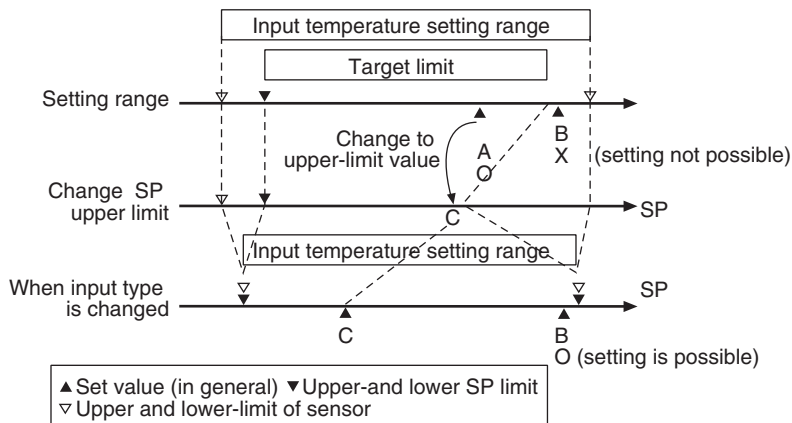 Input temperature setting range
Target limit
Setting range
Change to
upper-limit value
A
O
B
X
(setting not possible)
Change SP
upper limit
C
SP
Input temperature setting range
When input type
is changed
SP
C
B
O (setting is possible)
▲ Set value (in general) ▼ Upper-and lower SP limit
▽ Upper and lower-limit of sensor